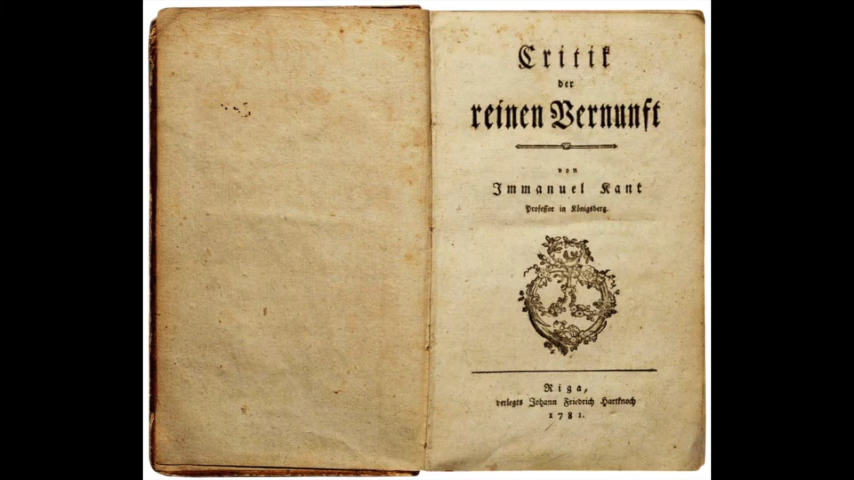 Critik
der
reinen Vernunft
von
Immanuel Kant
Professor in Königsberg.
Riga,
verlegts Johann Friedrich Hartknoch
1781.